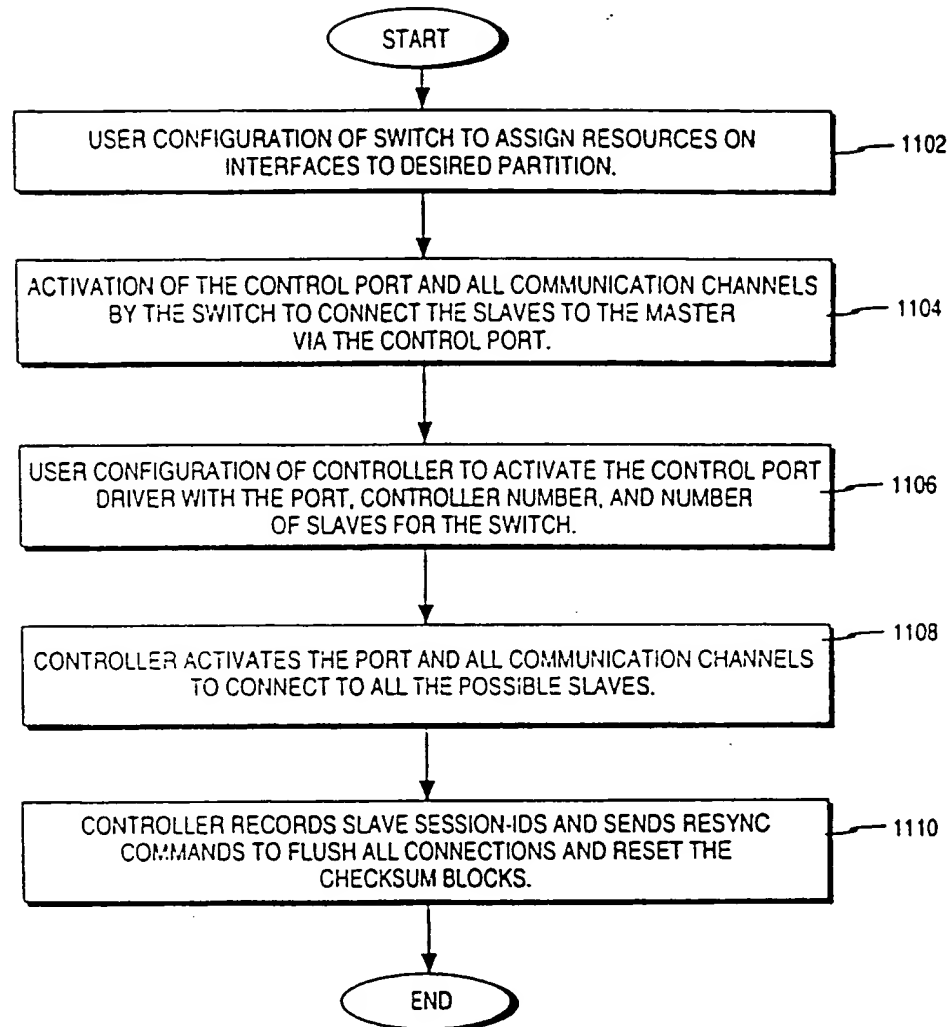 START
USER CONFIGURATION OF SWITCH TO ASSIGN RESOURCES ON
INTERFACES TO DESIRED PARTITION.
1102
ACTIVATION OF THE CONTROL PORT AND ALL COMMUNICATION CHANNELS
BY THE SWITCH TO CONNECT THE SLAVES TO THE MASTER
VIA THE CONTROL PORT.
1104
USER CONFIGURATION OF CONTROLLER TO ACTIVATE THE CONTROL PORT
DRIVER WITH THE PORT, CONTROLLER NUMBER, AND NUMBER
OF SLAVES FOR THE SWITCH.
1106
CONTROLLER ACTIVATES THE PORT AND ALL COMMUNICATION CHANNELS
TO CONNECT TO ALL THE POSSIBLE SLAVES.
1108
CONTROLLER RECORDS SLAVE SESSION-IDS AND SENDS RESYNC
COMMANDS TO FLUSH ALL CONNECTIONS AND RESET THE
CHECKSUM BLOCKS.
1110
END